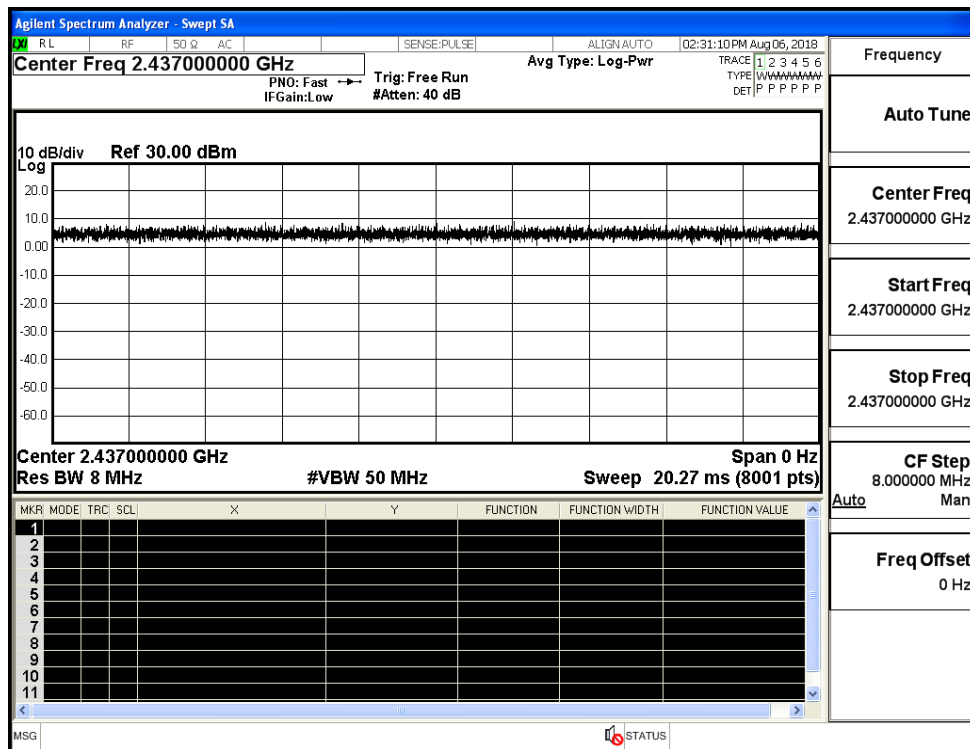 Agilent Spectrum Analyzer - Swept SA
LXI RL RF 50 Ω AC SENSE:PULSE ALIGN AUTO 02:31:10 PM Aug 06, 2018
Center Freq 2.437000000 GHz
PNO: Fast
IFGain:Low
Trig: Free Run
#Atten: 40 dB
Avg Type: Log-Pwr
TRACE 1 2 3 4 5 6
TYPE WWWWWW
DET P P P P P P
10 dB/div Ref 30.00 dBm
Log
20.0
10.0
0.00
-10.0
-20.0
-30.0
-40.0
-50.0
-60.0
Center 2.437000000 GHz Span 0 Hz
Res BW 8 MHz #VBW 50 MHz Sweep 20.27 ms (8001 pts)
MKR MODE TRC SCL X Y FUNCTION FUNCTION WIDTH FUNCTION VALUE
1
2
3
4
5
6
7
8
9
10
11
MSG STATUS
Frequency
Auto Tune
Center Freq
2.437000000 GHz
Start Freq
2.437000000 GHz
Stop Freq
2.437000000 GHz
CF Step
8.000000 MHz
Auto Man
Freq Offset
0 Hz